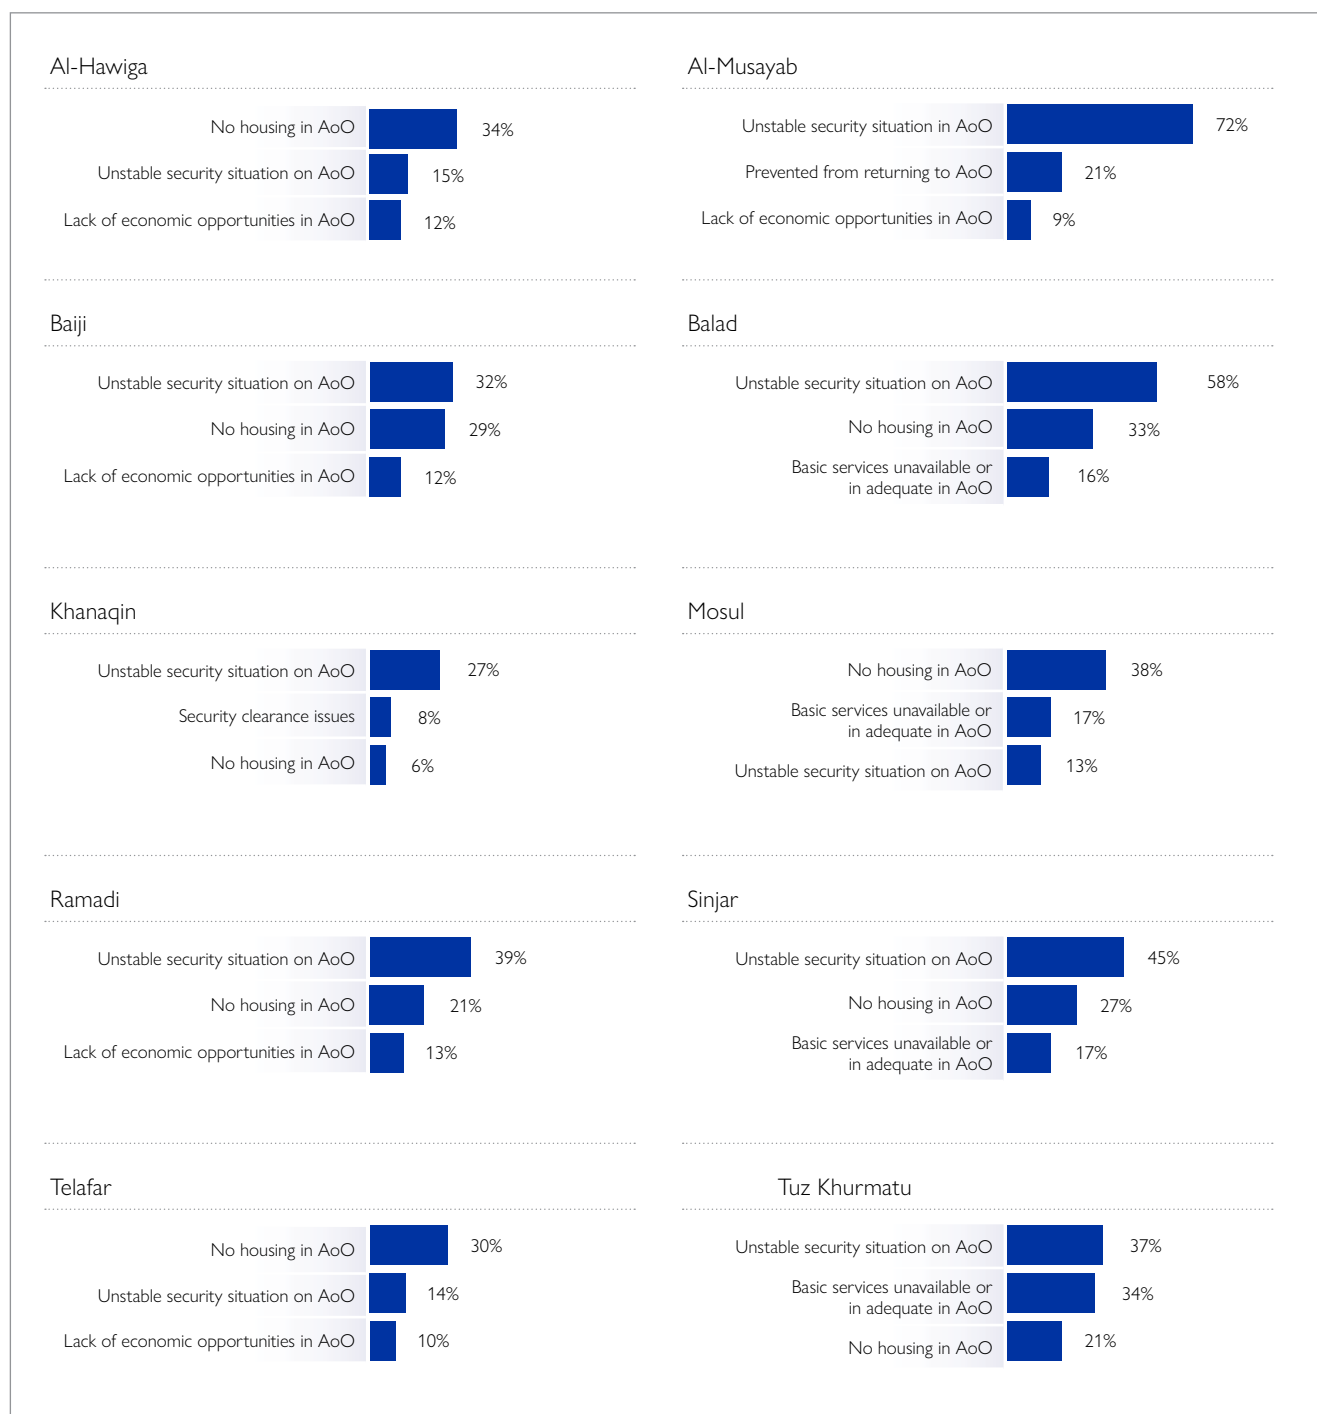 Al-Hawiga
No housing in AoO
34%
Unstable security situation on AoO
15%
Lack of economic opportunities in AoO
12%
Al-Musayab
Unstable security situation in AoO
72%
Prevented from returning to AoO
21%
Lack of economic opportunities in AoO
9%
Baiji
Unstable security situation on AoO
32%
No housing in AoO
29%
Lack of economic opportunities in AoO
12%
Balad
Unstable security situation on AoO
58%
No housing in AoO
33%
Basic services unavailable or
in adequate in AoO
16%
Khanaqin
Unstable security situation on AoO
27%
Security clearance issues
8%
No housing in AoO
6%
Mosul
No housing in AoO
38%
Basic services unavailable or
in adequate in AoO
17%
Unstable security situation on AoO
13%
Ramadi
Unstable security situation on AoO
39%
No housing in AoO
21%
Lack of economic opportunities in AoO
13%
Sinjar
Unstable security situation on AoO
45%
No housing in AoO
27%
Basic services unavailable or
in adequate in AoO
17%
Telafar
No housing in AoO
30%
Unstable security situation on AoO
14%
Lack of economic opportunities in AoO
10%
Tuz Khurmatu
Unstable security situation on AoO
37%
Basic services unavailable or
in adequate in AoO
34%
No housing in AoO
21%